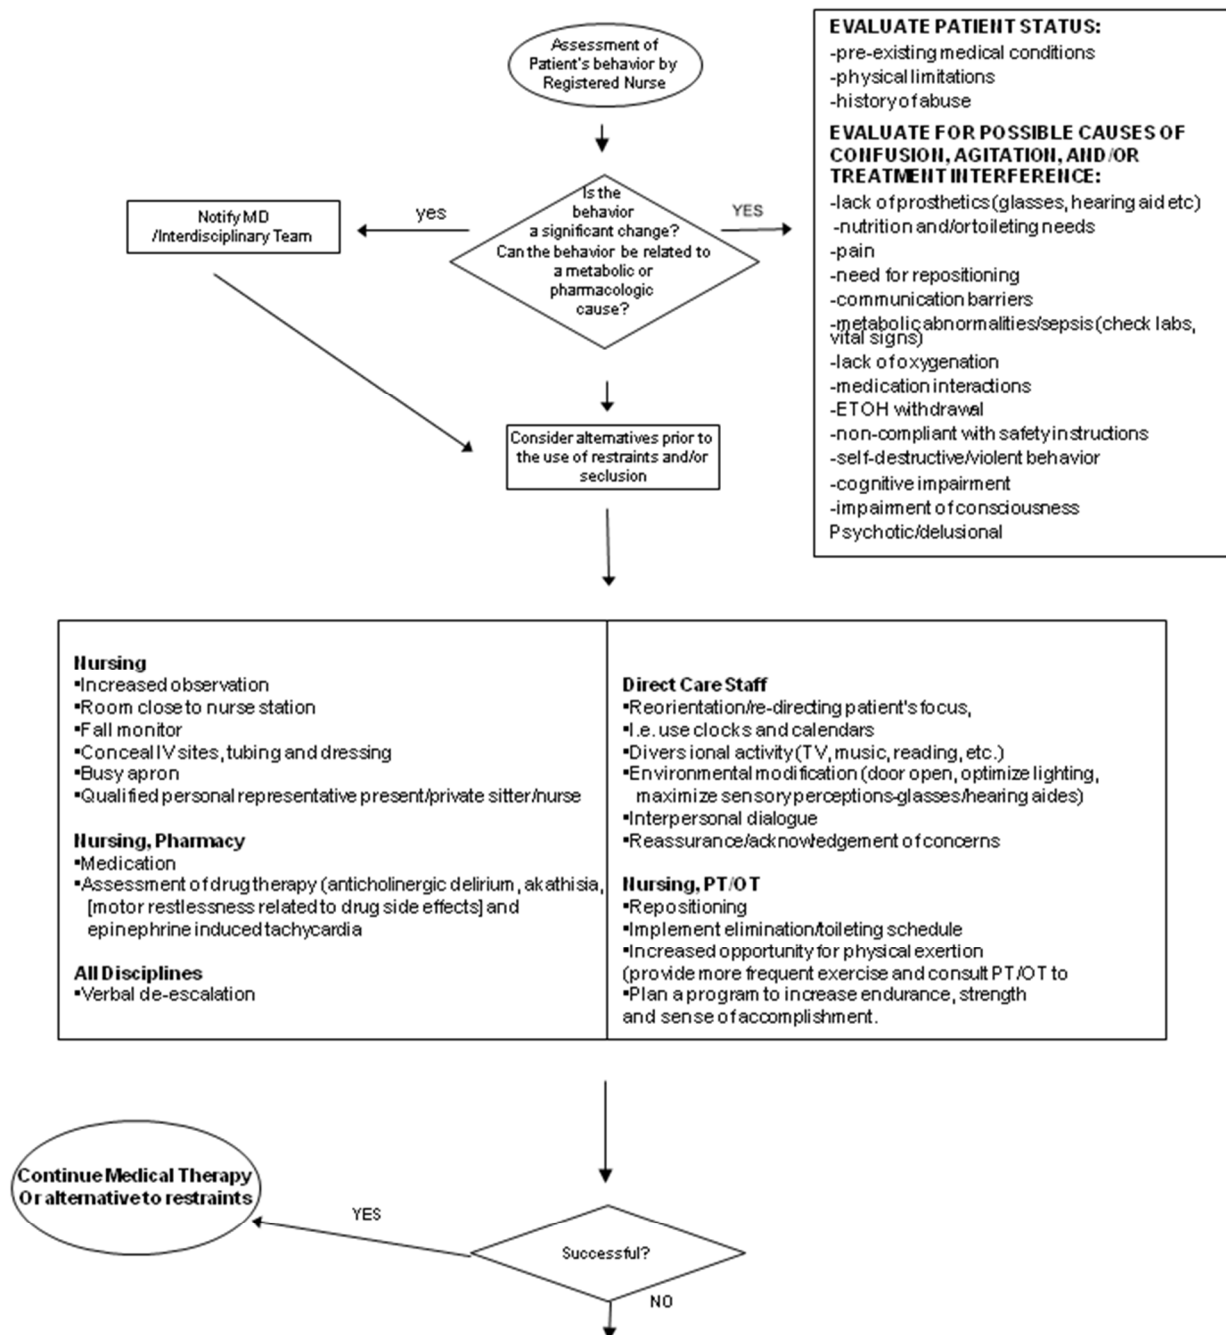 Assessment of
Patient's behavior by
Registered Nurse
EVALUATE PATIENT STATUS:
-pre-existing medical conditions
-physical limitations
-history of abuse
EVALUATE FOR POSSIBLE CAUSES OF
CONFUSION, AGITATION, AND/OR
TREATMENT INTERFERENCE:
-lack of prosthetics (glasses, hearing aid etc)
-nutrition and/or toileting needs
-pain
-need for repositioning
-communication barriers
-metabolic abnormalities/sepsis (check labs,
vital signs)
-lack of oxygenation
-medication interactions
-ETOH withdrawal
-non-compliant with safety instructions
-self-destructive/violent behavior
-cognitive impairment
-impairment of consciousness
Psychotic/delusional
Is the
behavior
a significant change?
Can the behavior be related to
a metabolic or
pharmacologic
cause?
yes
YES
Notify MD
/Interdisciplinary Team
Consider alternatives prior to
the use of restraints and/or
seclusion
Nursing
▪Increased observation
▪Room close to nurse station
▪Fall monitor
▪Conceal IV sites, tubing and dressing
▪Busy apron
▪Qualified personal representative present/private sitter/nurse
Nursing, Pharmacy
▪Medication
▪Assessment of drug therapy (anticholinergic delirium, akathisia,
[motor restlessness related to drug side effects] and
epinephrine induced tachycardia
All Disciplines
▪Verbal de-escalation
Direct Care Staff
▪Reorientation/re-directing patient's focus,
▪I.e. use clocks and calendars
▪Diversional activity (TV, music, reading, etc.)
▪Environmental modification (door open, optimize lighting,
maximize sensory perceptions-glasses/hearing aides)
▪Interpersonal dialogue
▪Reassurance/acknowledgement of concerns
Nursing, PT/OT
▪Repositioning
▪Implement elimination/toileting schedule
▪Increased opportunity for physical exertion
(provide more frequent exercise and consult PT/OT to
▪Plan a program to increase endurance, strength
and sense of accomplishment.
Continue Medical Therapy
Or alternative to restraints
YES
Successful?
NO